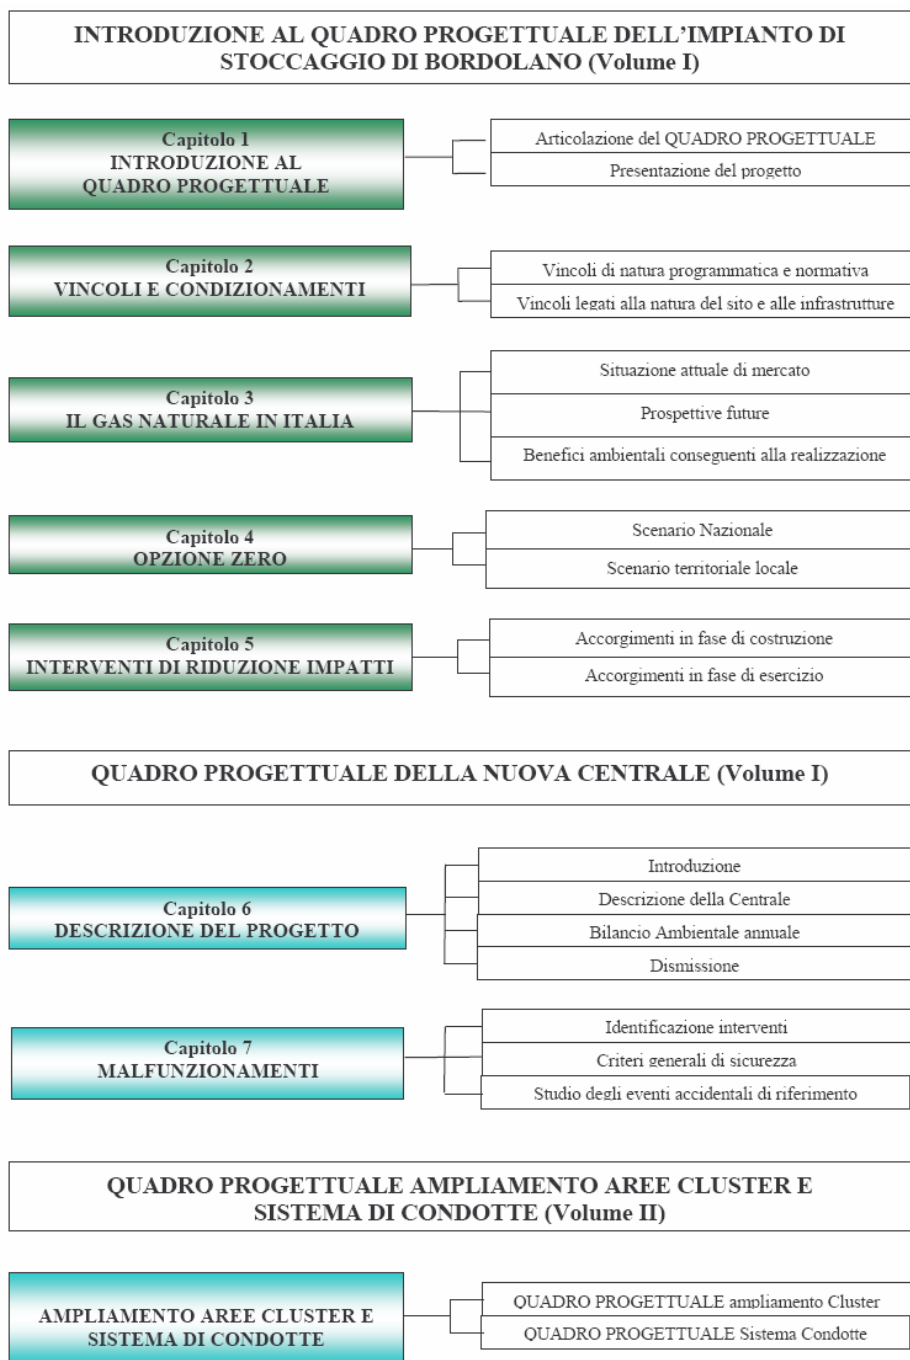 INTRODUZIONE AL QUADRO PROGETTUALE DELL'IMPIANTO DI
STOCCAGGIO DI BORDOLANO (Volume I)
Capitolo 1
INTRODUZIONE AL
QUADRO PROGETTUALE
Articolazione del QUADRO PROGETTUALE
Presentazione del progetto
Capitolo 2
VINCOLI E CONDIZIONAMENTI
Vincoli di natura programmatica e normativa
Vincoli legati alla natura del sito e alle infrastrutture
Capitolo 3
IL GAS NATURALE IN ITALIA
Situazione attuale di mercato
Prospettive future
Benefici ambientali conseguenti alla realizzazione
Capitolo 4
OPZIONE ZERO
Scenario Nazionale
Scenario territoriale locale
Capitolo 5
INTERVENTI DI RIDUZIONE IMPATTI
Accorgimenti in fase di costruzione
Accorgimenti in fase di esercizio
QUADRO PROGETTUALE DELLA NUOVA CENTRALE (Volume I)
Capitolo 6
DESCRIZIONE DEL PROGETTO
Introduzione
Descrizione della Centrale
Bilancio Ambientale annuale
Dismissione
Capitolo 7
MALFUNZIONAMENTI
Identificazione interventi
Criteri generali di sicurezza
Studio degli eventi accidentali di riferimento
QUADRO PROGETTUALE AMPLIAMENTO AREE CLUSTER E
SISTEMA DI CONDOTTE (Volume II)
AMPLIAMENTO AREE CLUSTER E
SISTEMA DI CONDOTTE
QUADRO PROGETTUALE ampliamento Cluster
QUADRO PROGETTUALE Sistema Condotte